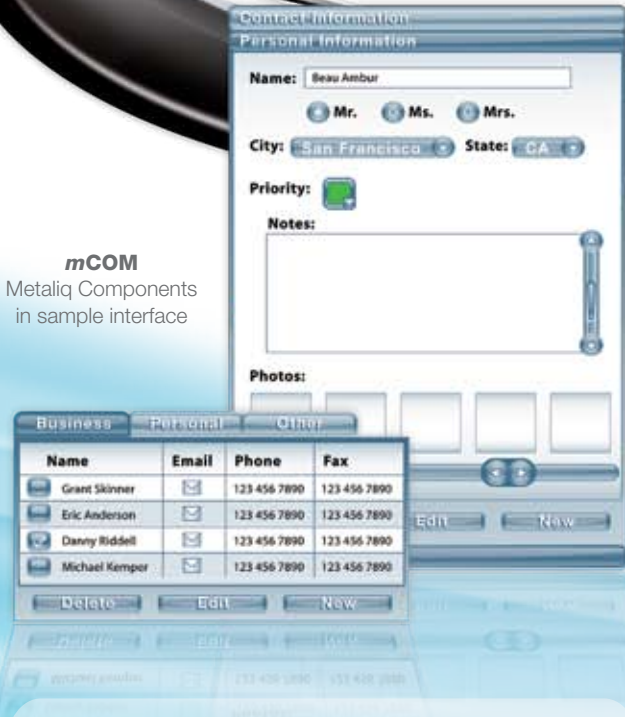 Contact Information
Personal Information
Name: Beau Ambur
Mr. Ms. Mrs.
City: San Francisco State: CA
Priority:
Notes:
mCOM
Metaliq Components
in sample interface
Photos:
Edit New
Business Personal Other
Name Email Phone Fax
Grant Skinner 123 456 7890 123 456 7890
Eric Anderson 123 456 7890 123 456 7890
Danny Riddell 123 456 7890 123 456 7890
Michael Kemper 123 456 7890 123 456 7890
Delete Edit New